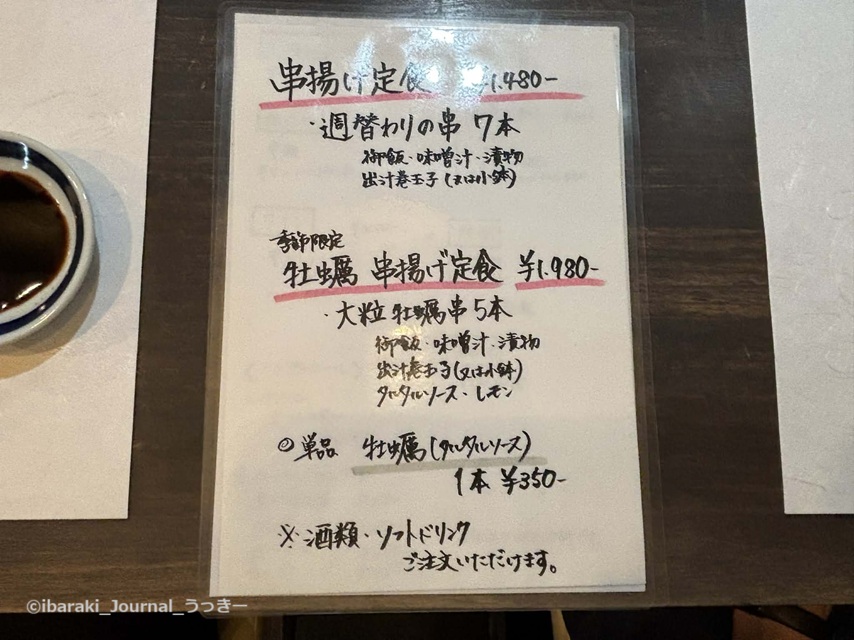 串揚げ定食 ¥1,480-
・週替わりの串 7本
御飯・味噌汁・漬物
出汁巻玉子(又は小鉢)
季節限定
牡蠣 串揚げ定食 ¥1,980-
・大粒 牡蠣串 5本
御飯・味噌汁・漬物
出汁巻玉子(又は小鉢)
タルタルソース・レモン
◎単品 牡蠣(タルタルソース)
1本 ¥350-
※酒類・ソフトドリンク
ご注文いただけます。
©ibaraki_Journal_うっきー